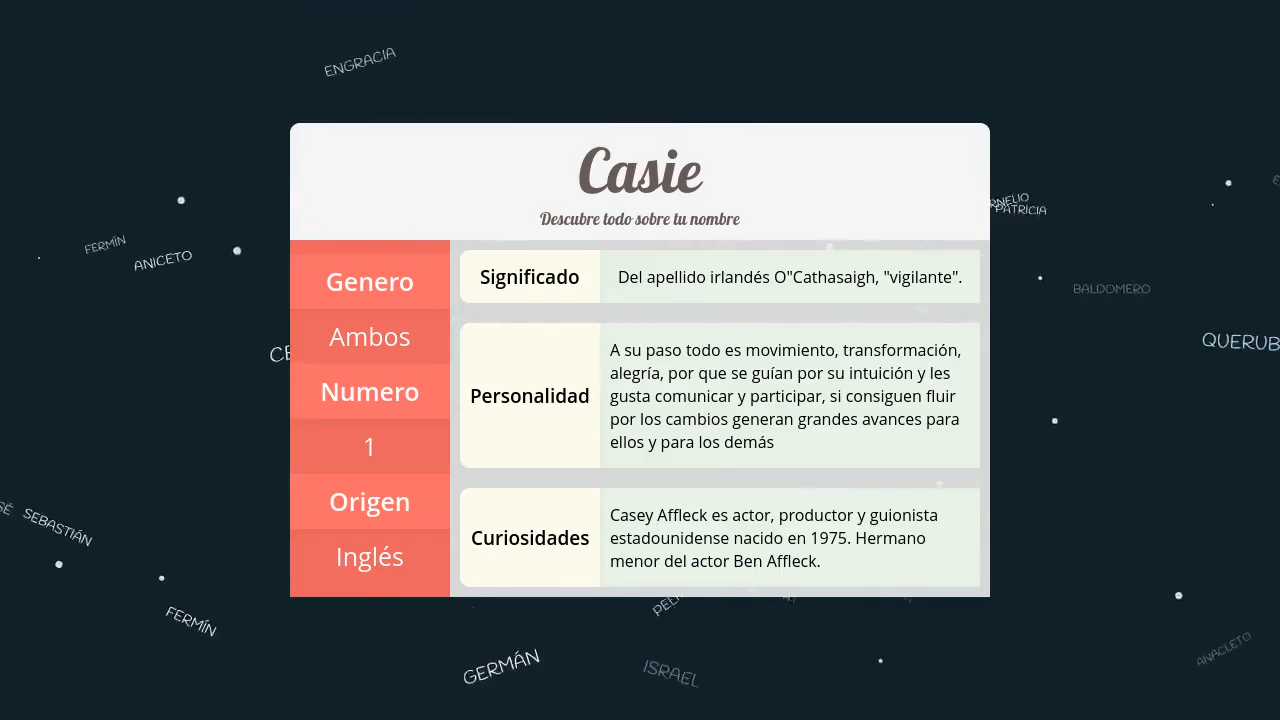 ENGRACIA
Casie
Descubre todo sobre tu nombre
PATRICIA
FERMÍN
ANICETO
Genero
Ambos
Numero
1
Origen
Inglés
Significado
Del apellido irlandés O"Cathasaigh, "vigilante".
BALDOMERO
QUERUB
Personalidad
A su paso todo es movimiento, transformación,
alegría, por que se guían por su intuición y les
gusta comunicar y participar, si consiguen fluir
por los cambios generan grandes avances para
ellos y para los demás
Curiosidades
Casey Affleck es actor, productor y guionista
estadounidense nacido en 1975. Hermano
menor del actor Ben Affleck.
SEBASTIÁN
FERMÍN
GERMÁN
ISRAEL
ANACLETO